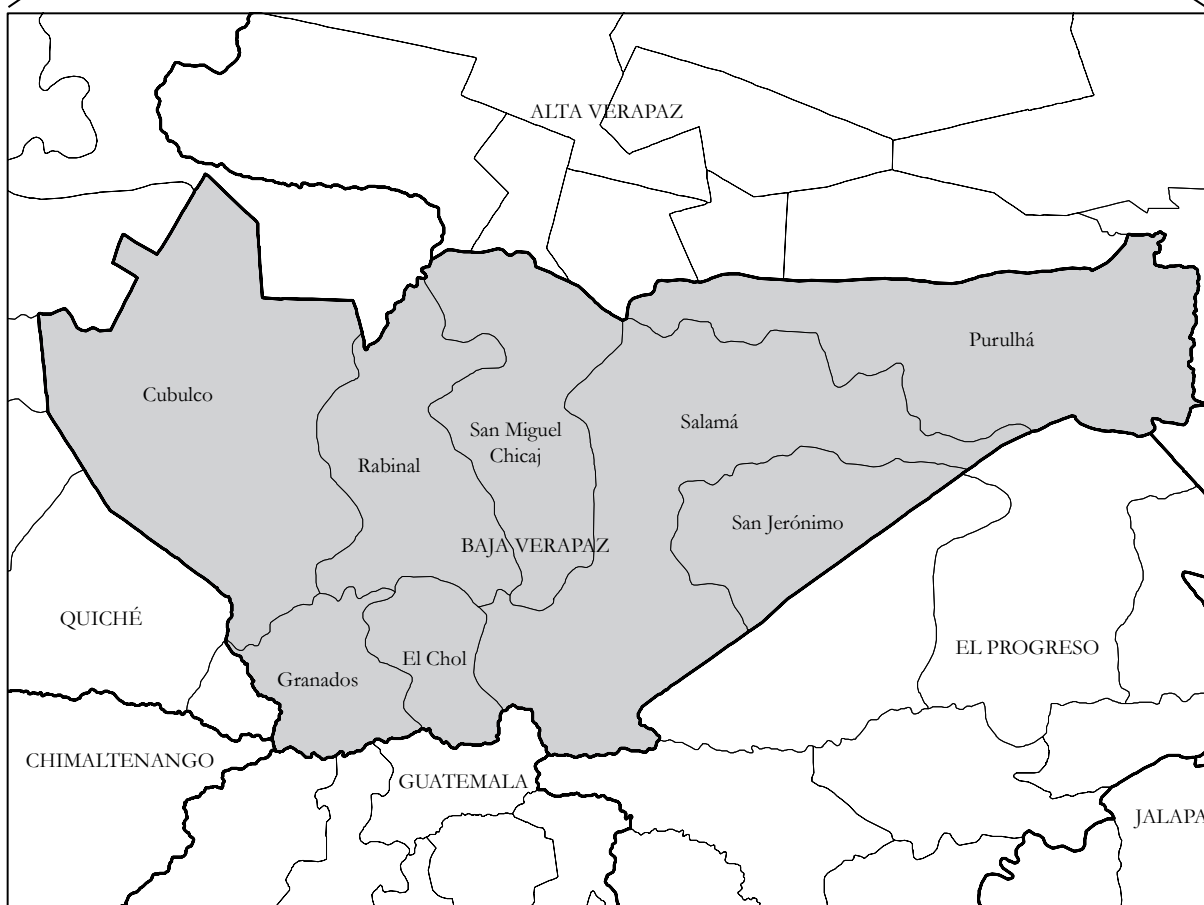 ALTA VERAPAZ
Purulhá
Cubulco
Salamá
San Miguel
Chicaj
Rabinal
San Jerónimo
BAJA VERAPAZ
QUICHÉ
EL PROGRESO
El Chol
Granados
CHIMALTENANGO
GUATEMALA
JALAPA